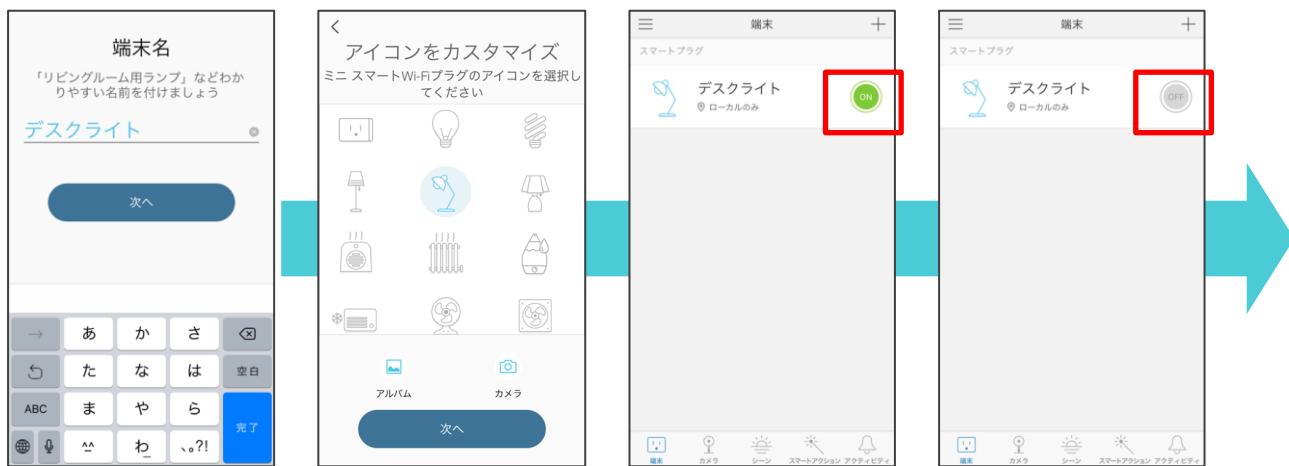 端末名
「リビングルーム用ランプ」などわか
りやすい名前を付けましょう
デスクライト
次へ
→ あ か さ
た な は 空白
ABC ま や ら
完了
^^ わ_ 、。?!
アイコンをカスタマイズ
ミニ スマートWi-Fiプラグのアイコンを選択し
てください
アルバム カメラ
次へ
端末
スマートプラグ
デスクライト
ローカルのみ
ON
端末 カメラ シーン スマートアクション アクティビティ
端末
スマートプラグ
デスクライト
ローカルのみ
OFF
端末 カメラ シーン スマートアクション アクティビティ